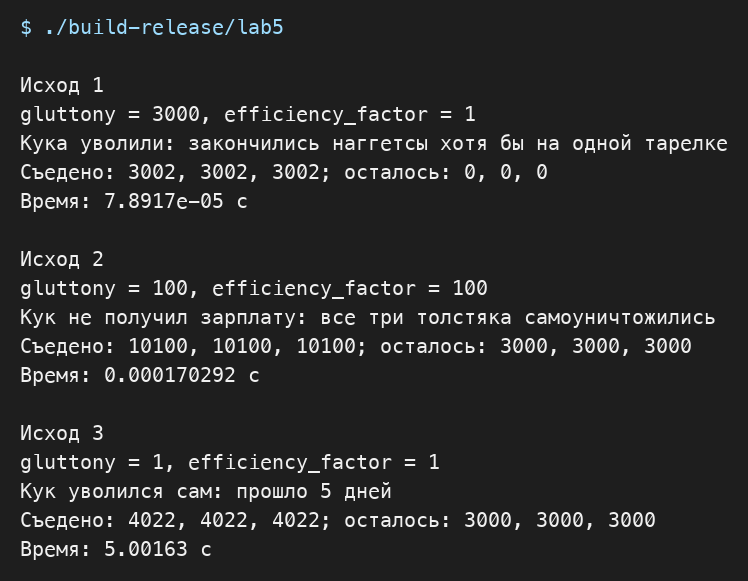 $ ./build-release/lab5
Исход 1
gluttony = 3000, efficiency_factor = 1
Кука уволили: закончились наггетсы хотя бы на одной тарелке
Съедено: 3002, 3002, 3002; осталось: 0, 0, 0
Время: 7.8917e-05 с
Исход 2
gluttony = 100, efficiency_factor = 100
Кук не получил зарплату: все три толстяка самоуничтожились
Съедено: 10100, 10100, 10100; осталось: 3000, 3000, 3000
Время: 0.000170292 с
Исход 3
gluttony = 1, efficiency_factor = 1
Кук уволился сам: прошло 5 дней
Съедено: 4022, 4022, 4022; осталось: 3000, 3000, 3000
Время: 5.00163 с